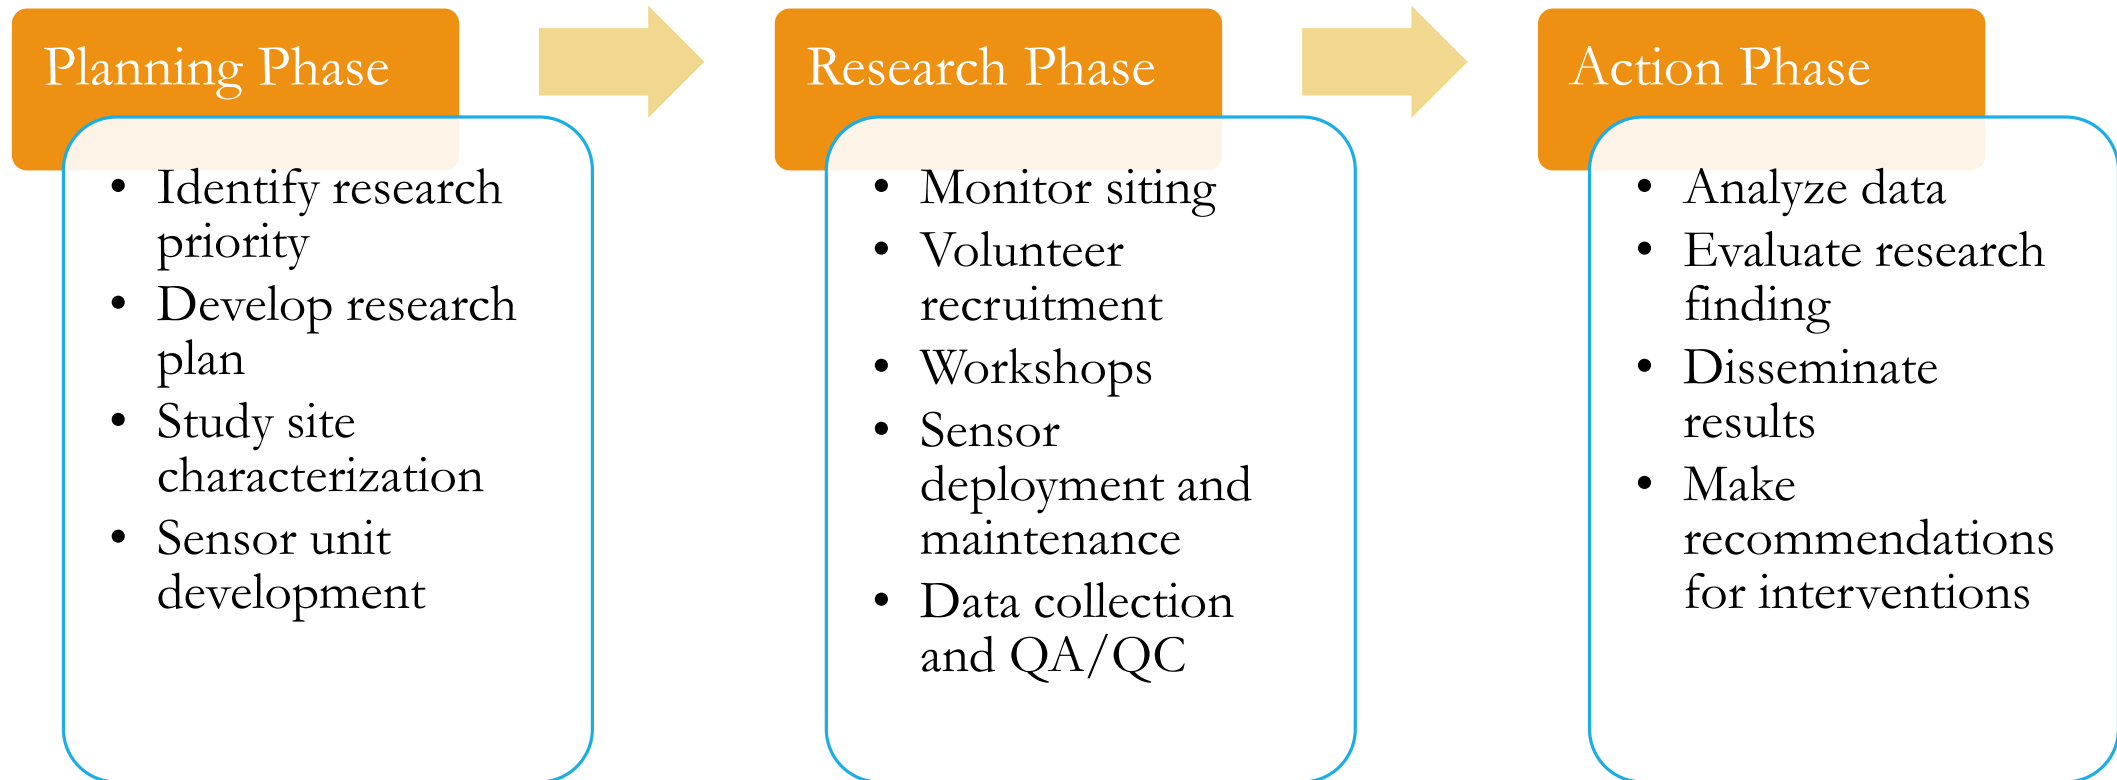 Planning Phase
• Identify research
priority
• Develop research
plan
• Study site
characterization
• Sensor unit
development
Research Phase
• Monitor siting
• Volunteer
recruitment
• Workshops
• Sensor
deployment and
maintenance
• Data collection
and QA/QC
Action Phase
• Analyze data
• Evaluate research
finding
• Disseminate
results
• Make
recommendations
for interventions